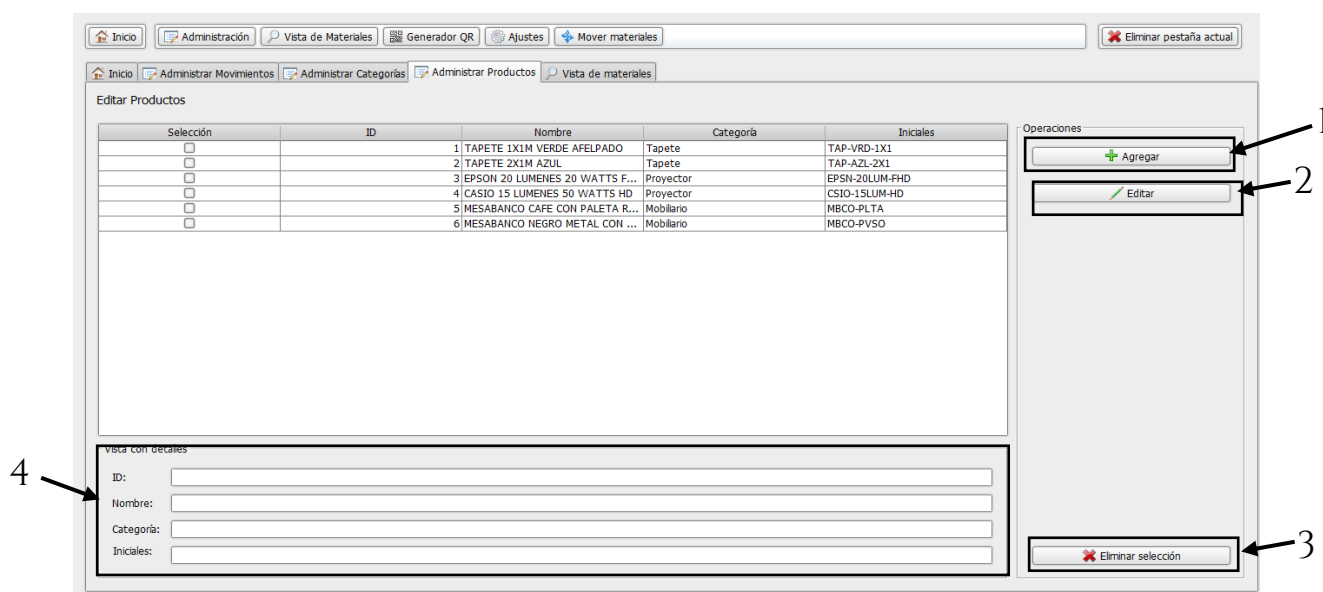 Inicio Administración Vista de Materiales Generador QR Ajustes Mover materiales Eliminar pestaña actual
Inicio Administrar Movimientos Administrar Categorías Administrar Productos Vista de materiales
Editar Productos
Selección ID Nombre Categoría Iniciales
1 TAPETE 1X1M VERDE AFELPADO Tapete TAP-VRD-1X1
2 TAPETE 2X1M AZUL Tapete TAP-AZL-2X1
3 EPSON 20 LUMENES 20 WATTS F... Proyector EPSN-20LUM-FHD
4 CASIO 15 LUMENES 50 WATTS HD Proyector CSIO-15LUM-HD
5 MESABANCO CAFE CON PALETA R... Mobiliario MBCO-PLTA
6 MESABANCO NEGRO METAL CON ... Mobiliario MBCO-PVSO
Operaciones
1
Agregar
2
Editar
Vista con detalles
4
ID:
Nombre:
Categoría:
Iniciales:
3
Eliminar selección